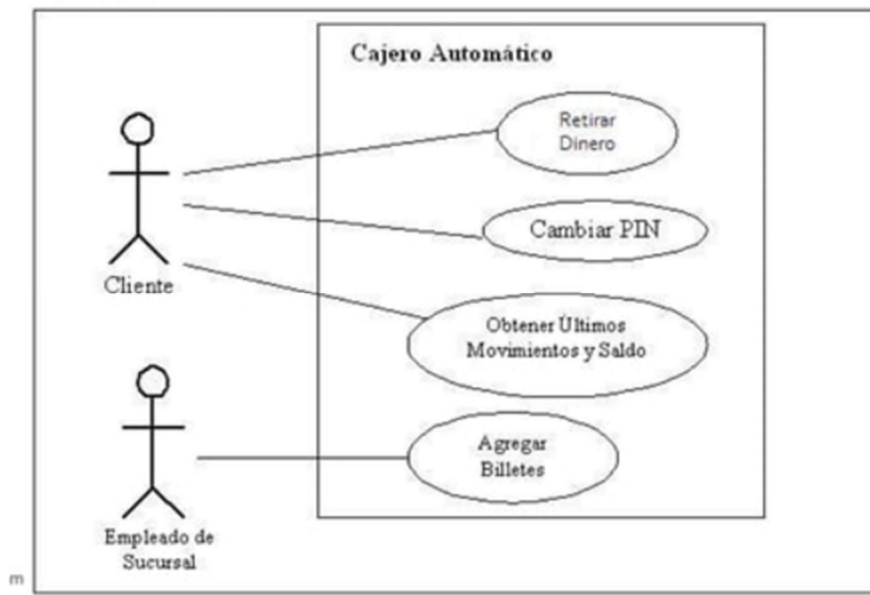 Cajero Automático
Retirar
Dinero
Cambiar PIN
Cliente
Obtener Últimos
Movimientos y Saldo
Agregar
Billetes
Empleado de
Sucursal
m